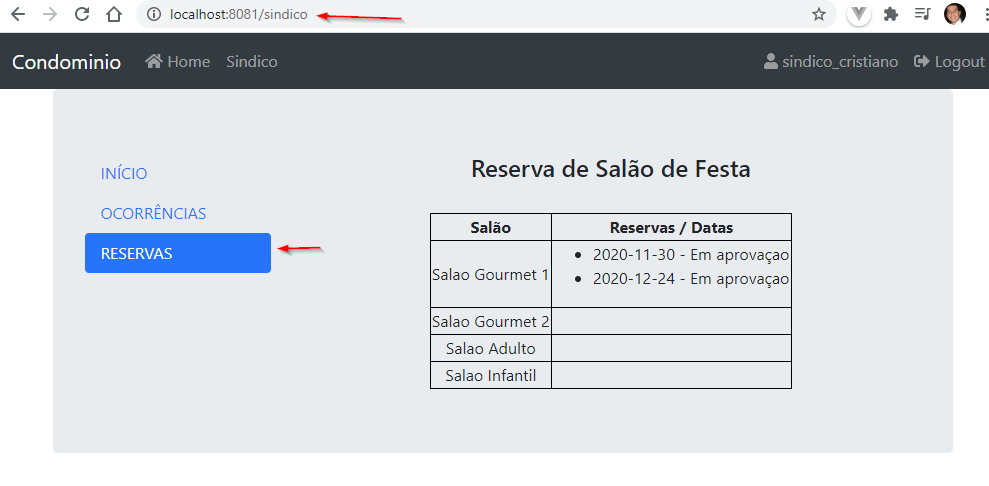 localhost:8081/sindico
Condominio Home Sindico sindico_cristiano Logout
INÍCIO
OCORRÊNCIAS
RESERVAS
Reserva de Salão de Festa
Salão Reservas / Datas
Salao Gourmet 1
2020-11-30 - Em aprovaçao
2020-12-24 - Em aprovaçao
Salao Gourmet 2
Salao Adulto
Salao Infantil